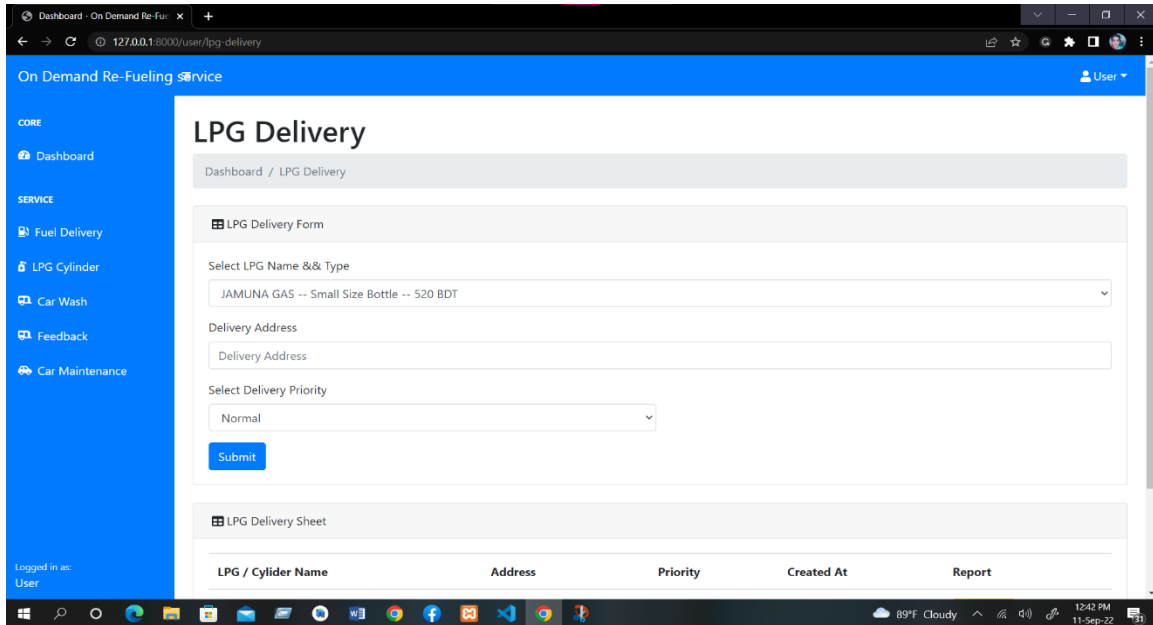 Dashboard - On Demand Re-Fue
127.0.0.1:8000/user/lpg-delivery
On Demand Re-Fueling service
User
CORE
Dashboard
SERVICE
Fuel Delivery
LPG Cylinder
Car Wash
Feedback
Car Maintenance
Logged in as:
User
LPG Delivery
Dashboard / LPG Delivery
LPG Delivery Form
Select LPG Name && Type
JAMUNA GAS -- Small Size Bottle -- 520 BDT
Delivery Address
Delivery Address
Select Delivery Priority
Normal
Submit
LPG Delivery Sheet
LPG / Cylider Name Address Priority Created At Report
89°F Cloudy
12:42 PM
11-Sep-22
31